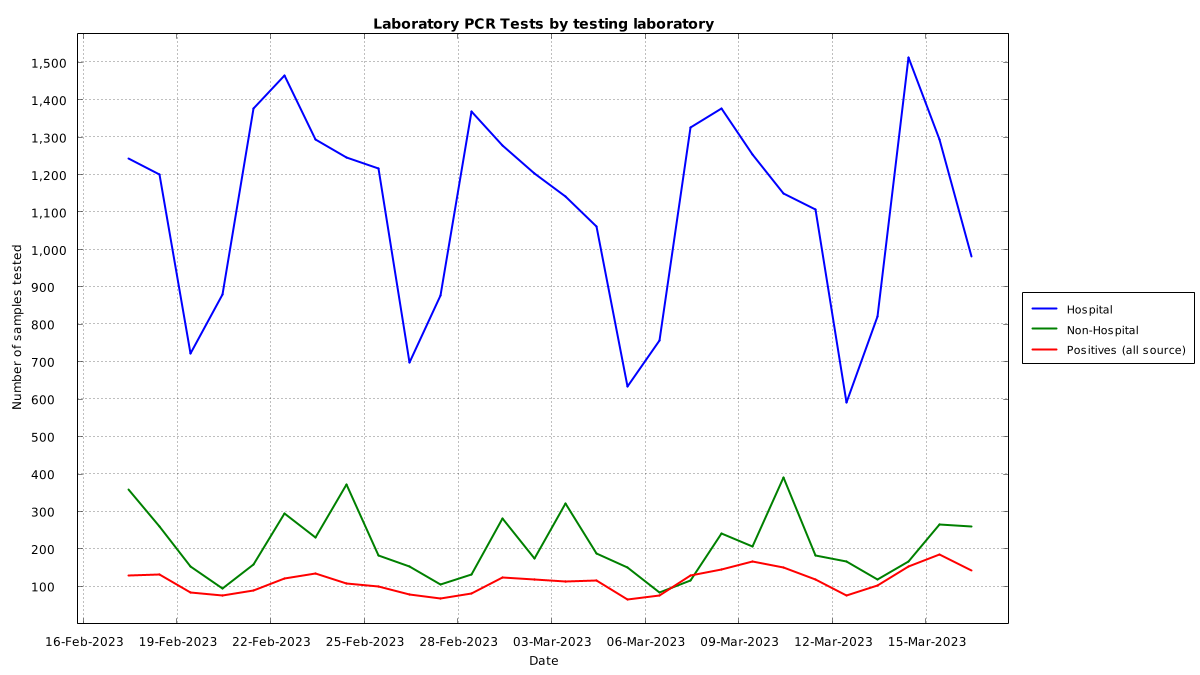 Laboratory PCR Tests by testing laboratory
1,500
1,400
1,300
1,200
1,100
1,000
900
800
700
600
500
400
300
200
100
Number of samples tested
16-Feb-2023 19-Feb-2023 22-Feb-2023 25-Feb-2023 28-Feb-2023 03-Mar-2023 06-Mar-2023 09-Mar-2023 12-Mar-2023 15-Mar-2023
Date
Hospital
Non-Hospital
Positives (all source)